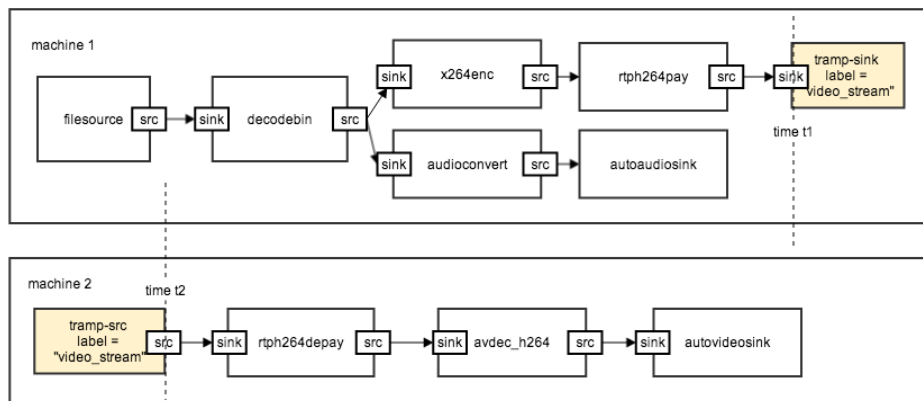 machine 1
filesource
src
sink
decodebin
src
sink
x264enc
src
rtph264pay
src
sink
tramp-sink
label =
"video_stream"
time t1
sink
audioconvert
src
autoaudiosink
machine 2
time t2
tramp-src
label =
"video_stream"
src
sink
rtph264depay
src
sink
avdec_h264
src
sink
autovideosink